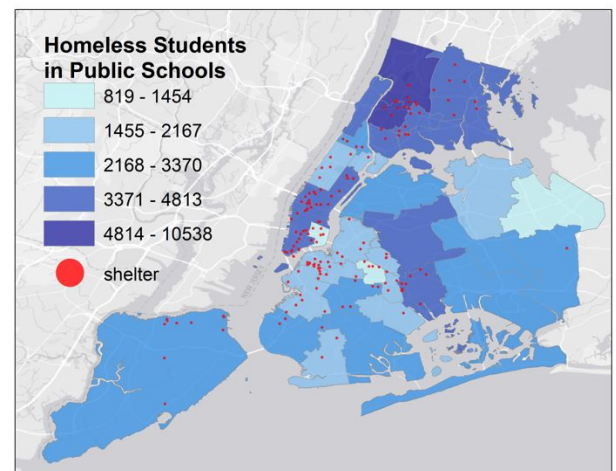 Homeless Students
in Public Schools
819 - 1454
1455 - 2167
2168 - 3370
3371 - 4813
4814 - 10538
shelter